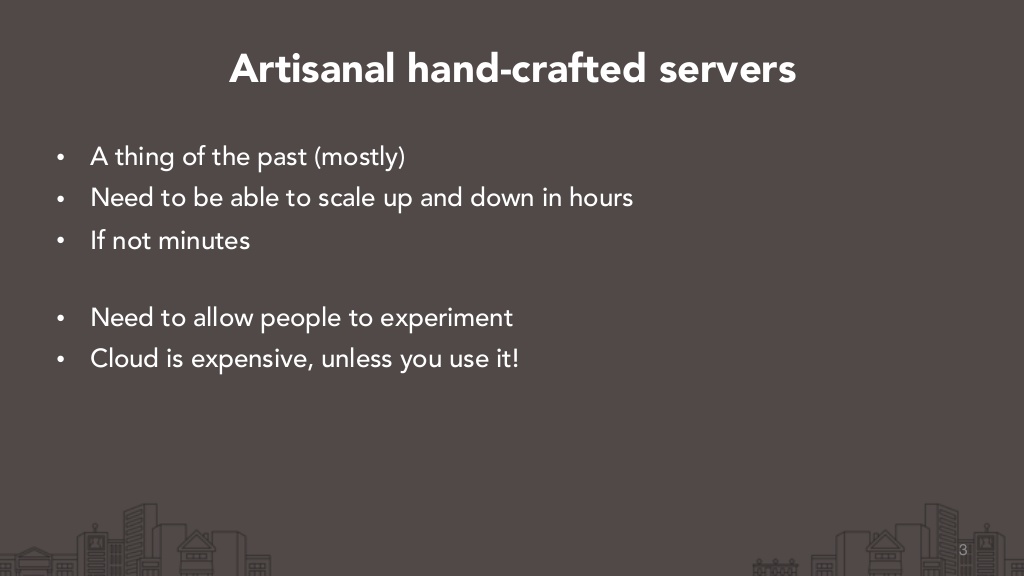 Artisanal hand-crafted servers
• A thing of the past (mostly)
• Need to be able to scale up and down in hours
• If not minutes
• Need to allow people to experiment
• Cloud is expensive, unless you use it!
3